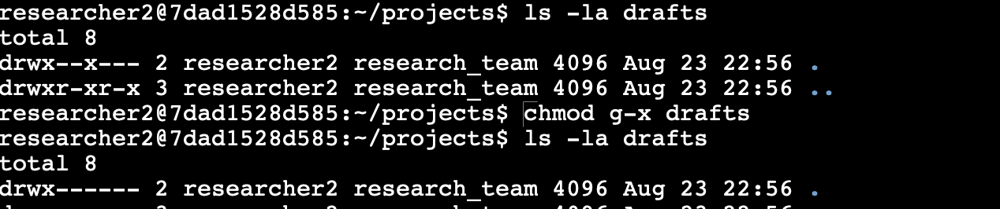 researcher2@7dad1528d585:~/projects$ ls -la drafts
total 8
drwx--x--- 2 researcher2 research_team 4096 Aug 23 22:56 .
drwxr-xr-x 3 researcher2 research_team 4096 Aug 23 22:56 ..
researcher2@7dad1528d585:~/projects$ chmod g-x drafts
researcher2@7dad1528d585:~/projects$ ls -la drafts
total 8
drwx------ 2 researcher2 research_team 4096 Aug 23 22:56 .